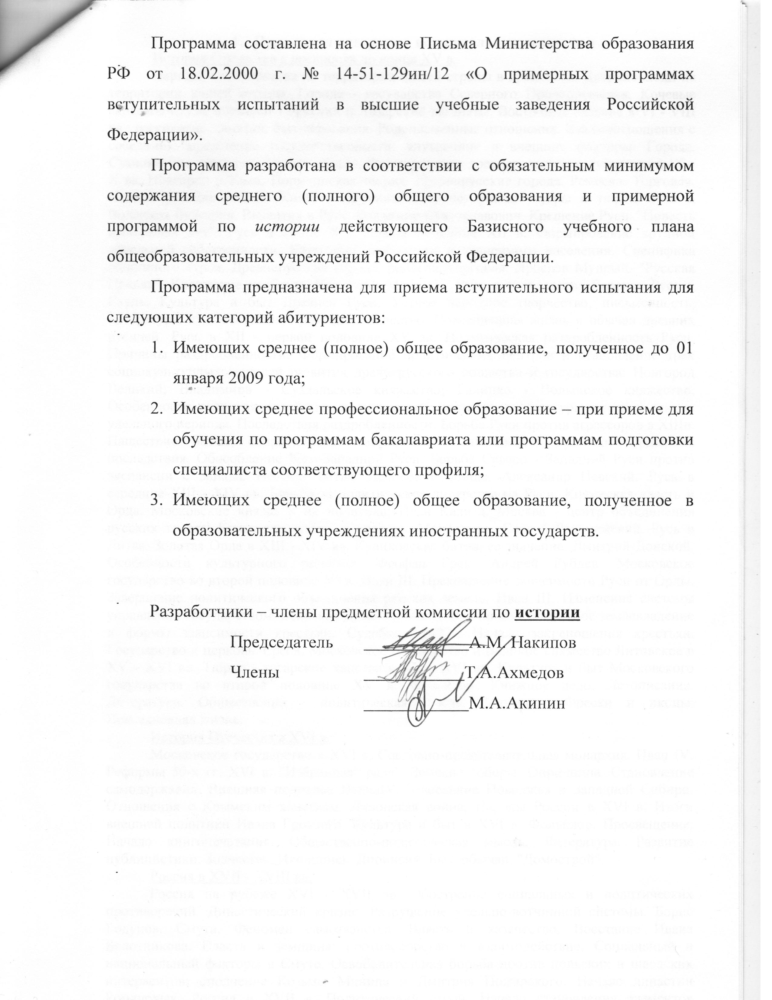 Программа составлена на основе Письма Министерства образования
РФ от 18.02.2000 г. № 14-51-129ин/12 «О примерных программах
вступительных испытаний в высшие учебные заведения Российской
Федерации».
Программа разработана в соответствии с обязательным минимумом
содержания среднего (полного) общего образования и примерной
программой по истории действующего Базисного учебного плана
общеобразовательных учреждений Российской Федерации.
Программа предназначена для приема вступительного испытания для
следующих категорий абитуриентов:
1. Имеющих среднее (полное) общее образование, полученное до 01
января 2009 года;
2. Имеющих среднее профессиональное образование – при приеме для
обучения по программам бакалавриата или программам подготовки
специалиста соответствующего профиля;
3. Имеющих среднее (полное) общее образование, полученное в
образовательных учреждениях иностранных государств.
Разработчики – члены предметной комиссии по истории
Председатель А.М. Накипов
Члены Т.А.Ахмедов
М.А.Акинин